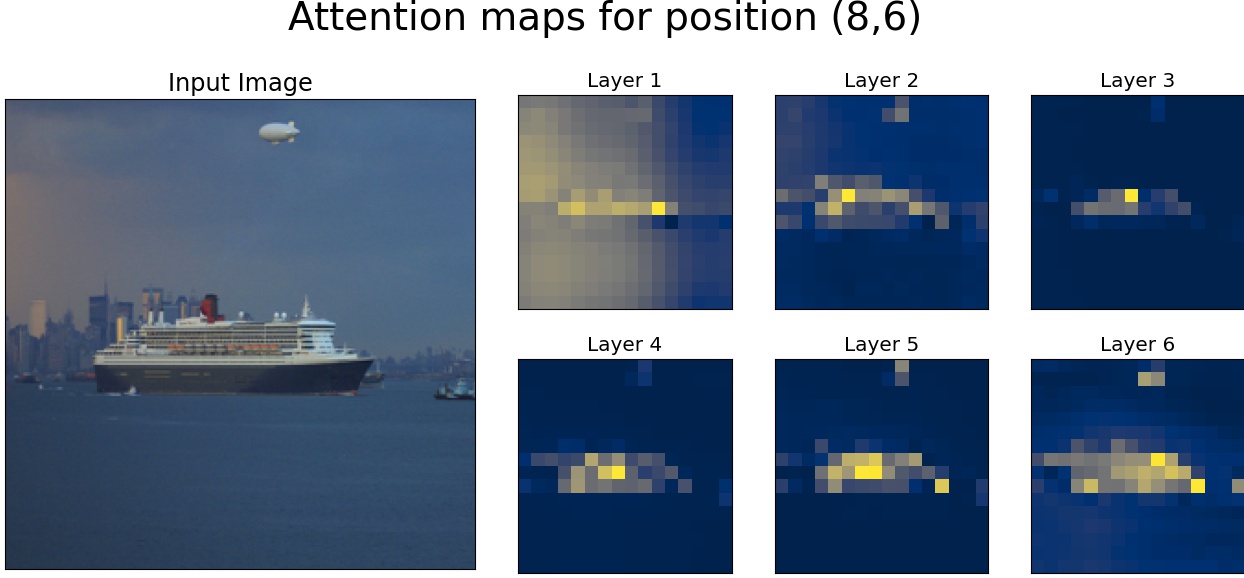 Attention maps for position (8,6)
Input Image
Layer 1
Layer 2
Layer 3
Layer 4
Layer 5
Layer 6